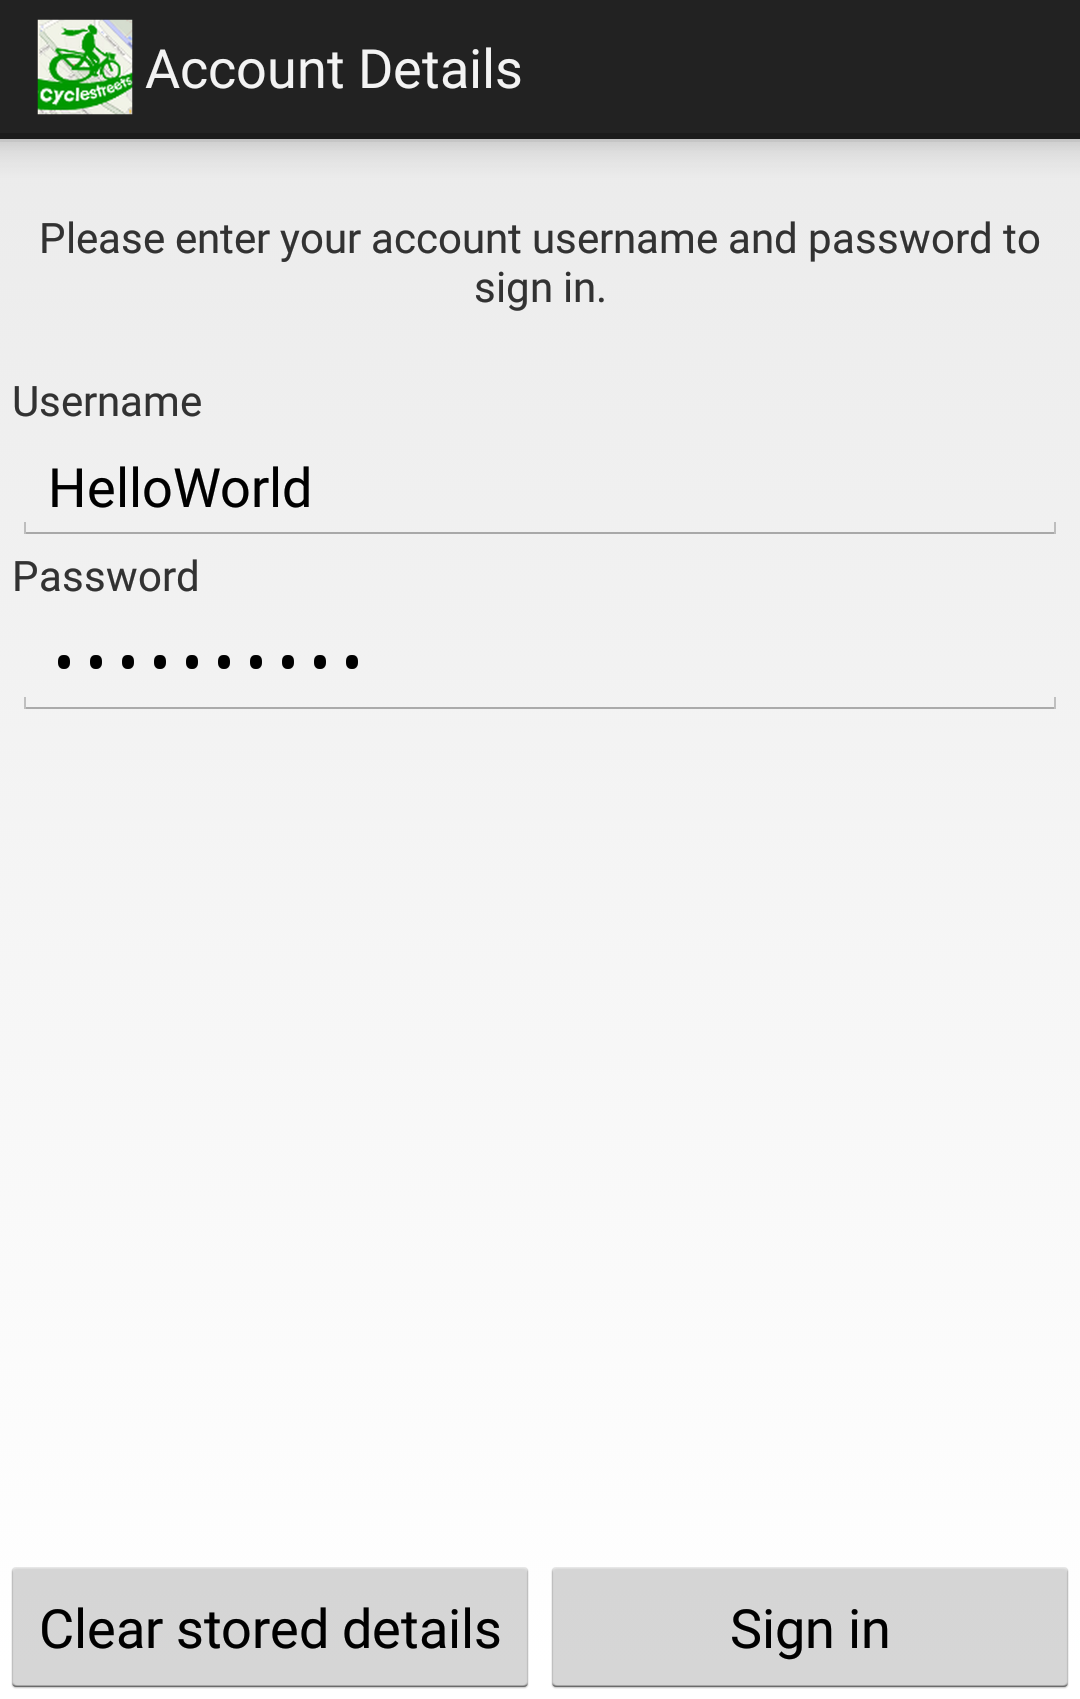 Cyclestreets
Account Details
Please enter your account username and password to
sign in.
Username
HelloWorld
Password
••••••••••
Clear stored details
Sign in